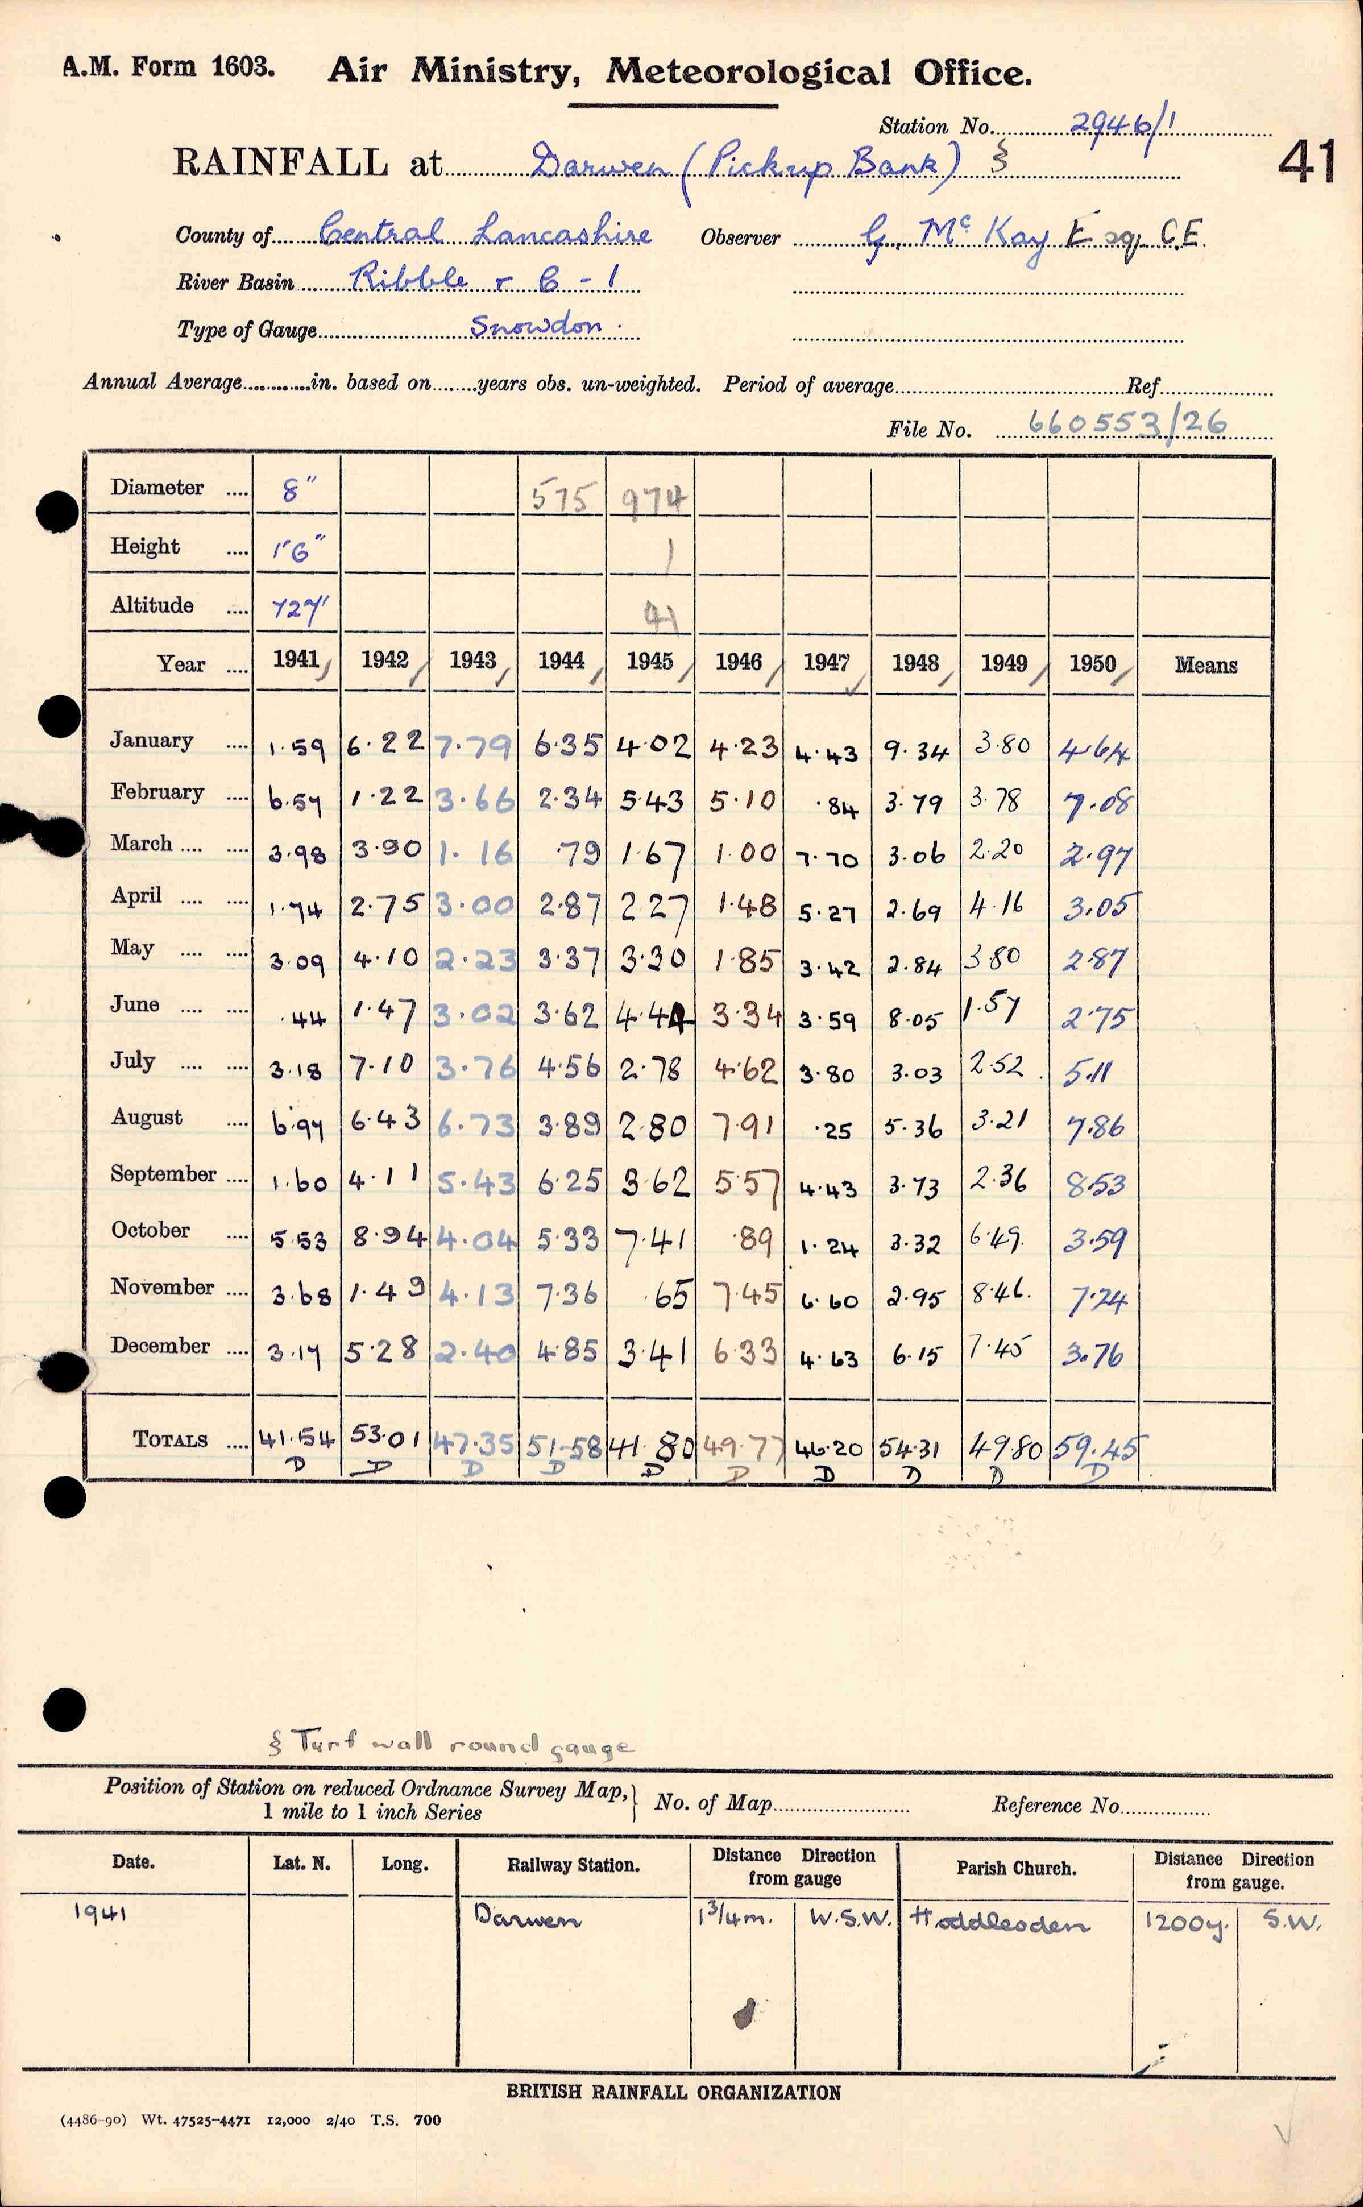 A.M. Form 1603. Air Ministry, Meteorological Office.
Station No. 2946/1
41
RAINFALL at Darwen (Pickup Bank) §
County of Central Lancashire Observer G. McKay Esq. C.E.
River Basin Ribble r B - 1
Type of Gauge Snowdon.
Annual Average in. based on years obs. un-weighted. Period of average Ref
File No. 660553/26
Diameter 8" 575 974
Height 1'6" 1
Altitude 727' 41
Year 1941 1942 1943 1944 1945 1946 1947 1948 1949 1950 Means
January 1.59 6.22 7.79 6.35 4.02 4.23 4.43 9.34 3.80 4.64
February 6.57 1.22 3.66 2.34 5.43 5.10 .84 3.79 3.78 7.08
March 3.98 3.90 1.16 .79 1.67 1.00 7.70 3.06 2.20 2.97
April 1.74 2.75 3.00 2.87 2.27 1.48 5.27 2.69 4.16 3.05
May 3.09 4.10 2.23 3.37 3.30 1.85 3.42 2.84 3.80 2.87
June .44 1.47 3.02 3.62 4.44 3.34 3.59 8.05 1.57 2.75
July 3.18 7.10 3.76 4.56 2.78 4.62 3.80 3.03 2.52 5.11
August 6.97 6.43 6.73 3.89 2.80 7.91 .25 5.36 3.21 7.86
September 1.60 4.11 5.43 6.25 3.62 5.57 4.43 3.73 2.36 8.53
October 5.53 8.94 4.04 5.33 7.41 .89 1.24 3.32 6.49 3.59
November 3.68 1.49 4.13 7.36 .65 7.45 6.60 2.95 8.46 7.24
December 3.17 5.28 2.40 4.85 3.41 6.33 4.63 6.15 7.45 3.76
TOTALS 41.54 53.01 47.35 51.58 41.80 49.77 46.20 54.31 49.80 59.45
D D D D D D D D D D
§ Turf wall round gauge
Position of Station on reduced Ordnance Survey Map, 1 mile to 1 inch Series } No. of Map Reference No.
Date. Lat. N. Long. Railway Station. Distance Direction from gauge Parish Church. Distance Direction from gauge.
1941 Darwen 1 3/4 m. W.S.W. Hoddlesden 1200y. S.W.
BRITISH RAINFALL ORGANIZATION
(4486-90) Wt. 47525-4471 12,000 2/40 T.S. 700